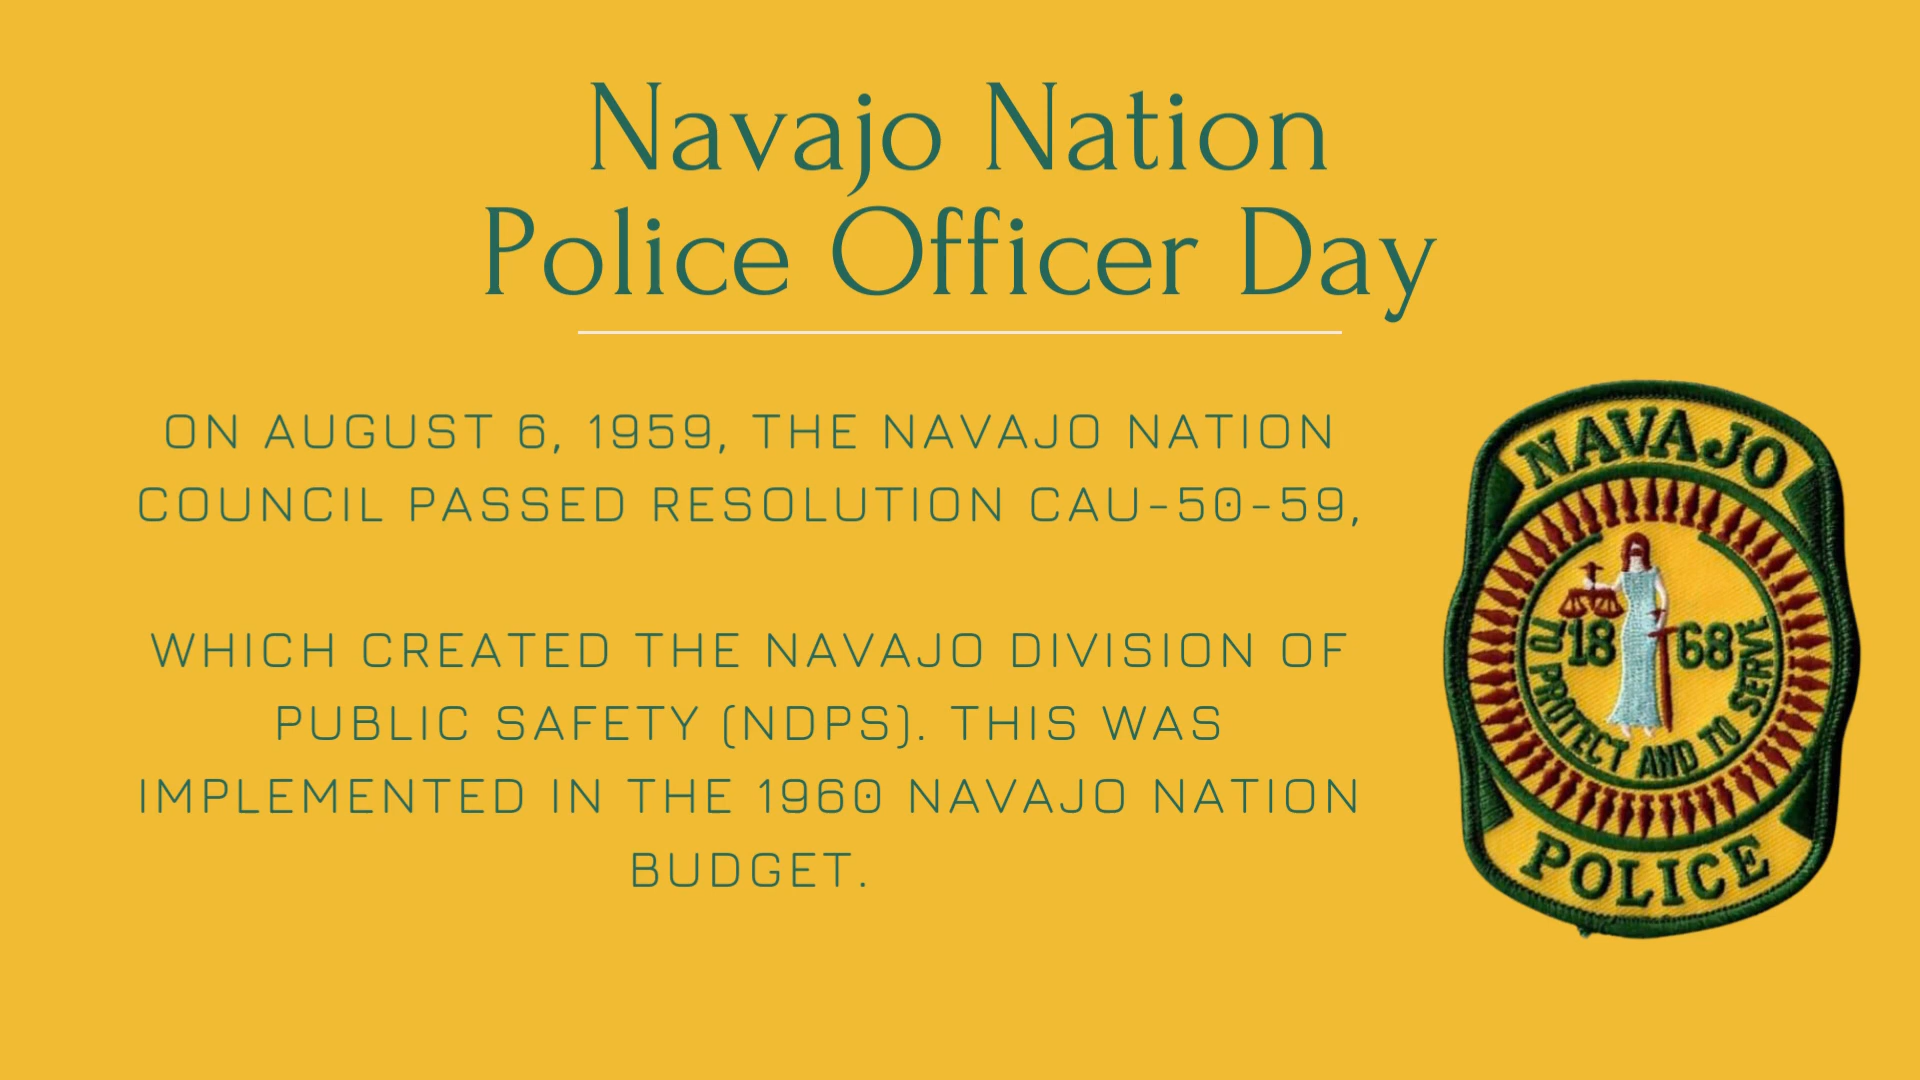 Navajo Nation
Police Officer Day
ON AUGUST 6, 1959, THE NAVAJO NATION
COUNCIL PASSED RESOLUTION CAU-50-59,
WHICH CREATED THE NAVAJO DIVISION OF
PUBLIC SAFETY (NDPS). THIS WAS
IMPLEMENTED IN THE 1960 NAVAJO NATION
BUDGET.
NAVAJO
18 68
TO PROTECT AND TO SERVE
POLICE